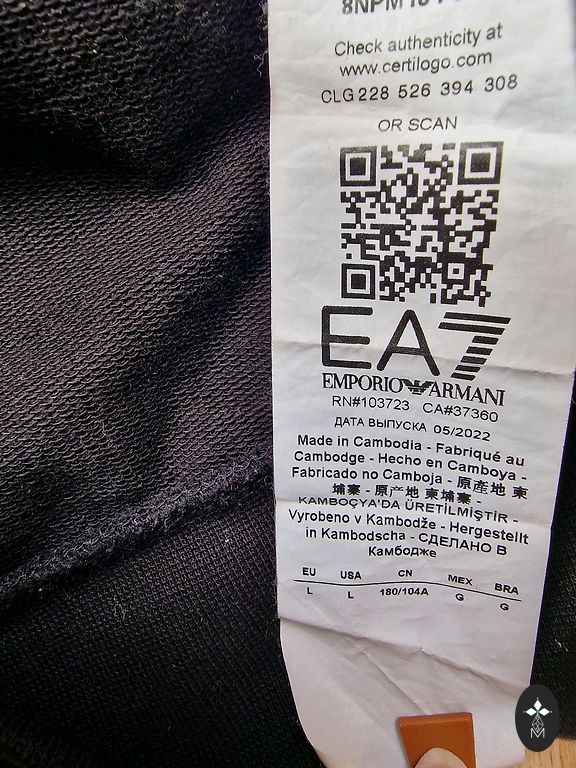 Check authenticity at
www.certilogo.com
CLG 228 526 394 308
OR SCAN
EA7
EMPORIO ARMANI
RN#103723 CA#37360
ДАТА ВЫПУСКА 05/2022
Made in Cambodia - Fabriqué au
Cambodge - Hecho en Camboya -
Fabricado no Camboja - 原産地 柬
埔寨 - 原产地 柬埔寨 -
KAMBOÇYA'DA ÜRETİLMİŞTİR -
Vyrobeno v Kambodže - Hergestellt
in Kambodscha - СДЕЛАНО В
Камбодже
EU USA CN MEX BRA
L L 180/104A G G
M